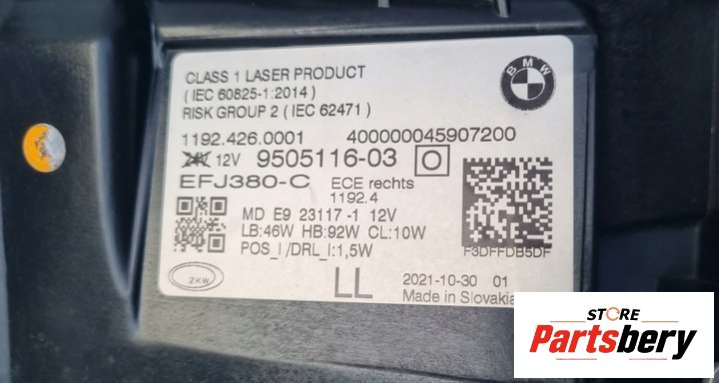 CLASS 1 LASER PRODUCT
BMW
( IEC 60825-1:2014 )
RISK GROUP 2 ( IEC 62471 )
1192.426.0001 400000045907200
24V 12V 9505116-03 O
EFJ380-C ECE rechts
1192.4
MD E9 23117-1 12V
LB:46W HB:92W CL:10W
POS_I/DRL_I:1,5W
F3DFFDB5DF
ZKW
LL
2021-10-30 01
Made in Slovakia
STORE
Partsbery